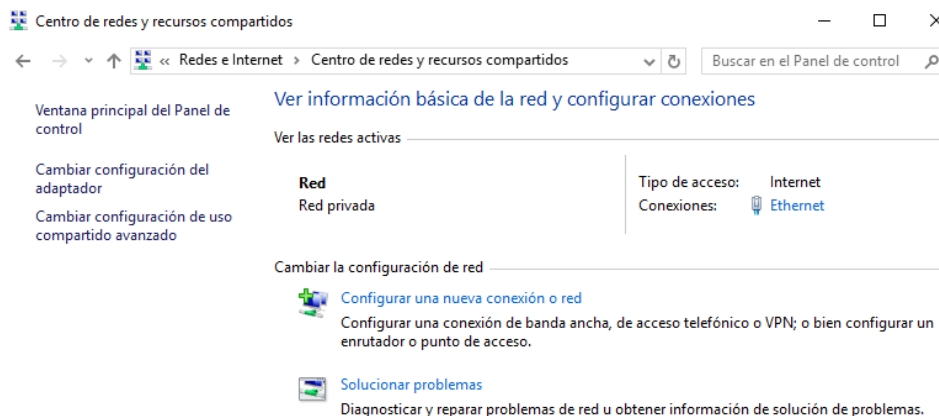 Centro de redes y recursos compartidos
« Redes e Internet > Centro de redes y recursos compartidos
Buscar en el Panel de control
Ventana principal del Panel de
control
Cambiar configuración del
adaptador
Cambiar configuración de uso
compartido avanzado
Ver información básica de la red y configurar conexiones
Ver las redes activas
Red
Red privada
Tipo de acceso: Internet
Conexiones: Ethernet
Cambiar la configuración de red
Configurar una nueva conexión o red
Configurar una conexión de banda ancha, de acceso telefónico o VPN; o bien configurar un
enrutador o punto de acceso.
Solucionar problemas
Diagnosticar y reparar problemas de red u obtener información de solución de problemas.